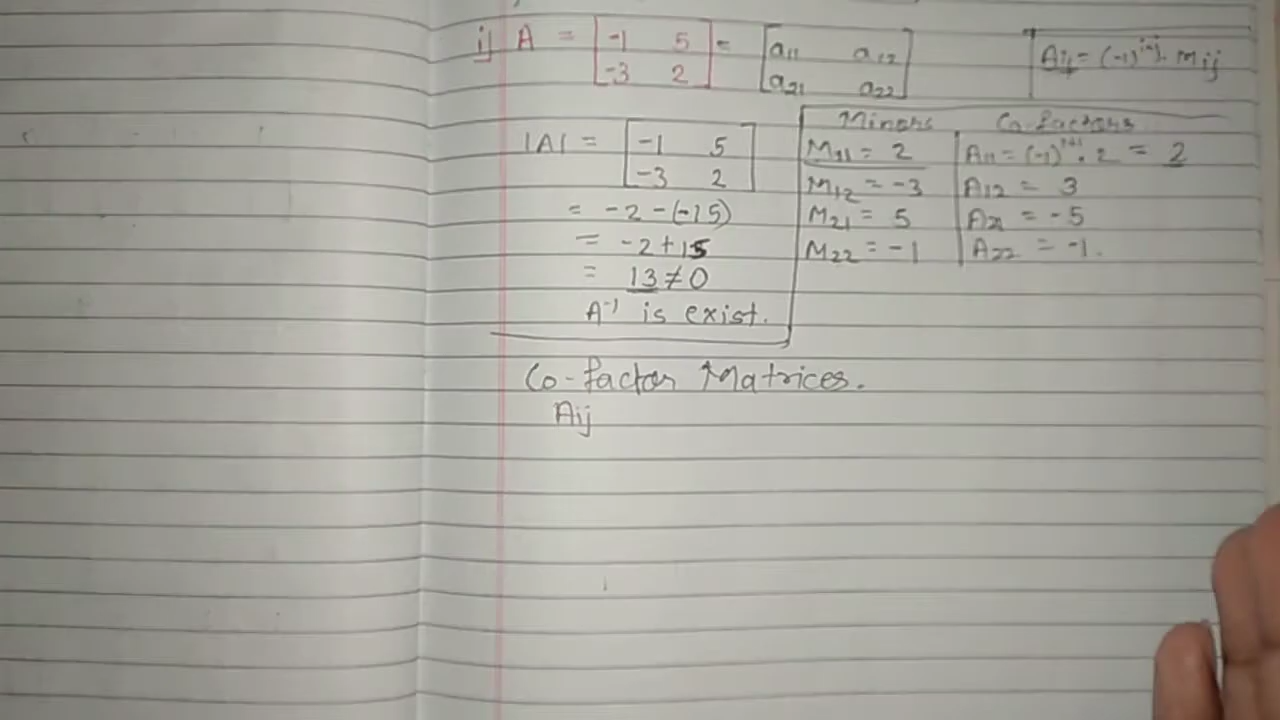 i] A = [-1 5 -3 2] = [a11 a12 a21 a22]
Aij = (-1)^i+j . Mij
|A| = [-1 5 -3 2]
= -2-(-15)
= -2+15
= 13 ≠ 0
A^-1 is exist.
Minors Co-factors
M11 = 2 A11 = (-1)^1+1 . 2 = 2
M12 = -3 A12 = 3
M21 = 5 A21 = -5
M22 = -1 A22 = -1.
Co-factor Matrices.
Aij